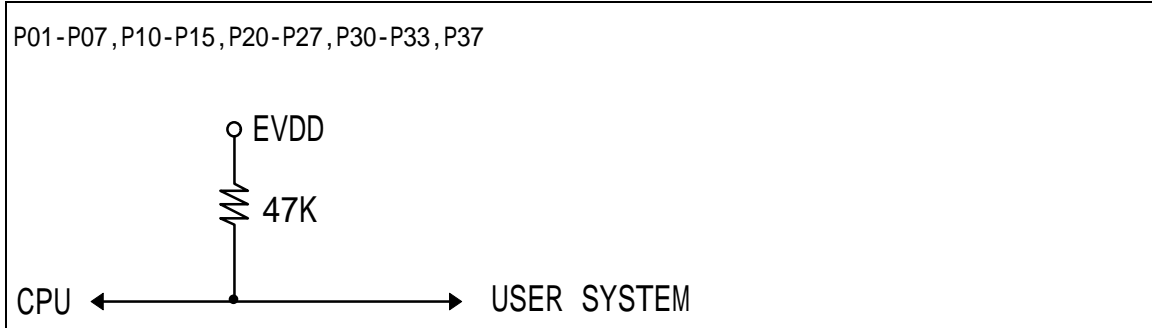 P01-P07,P10-P15,P20-P27,P30-P33,P37
EVDD
47K
CPU
USER SYSTEM